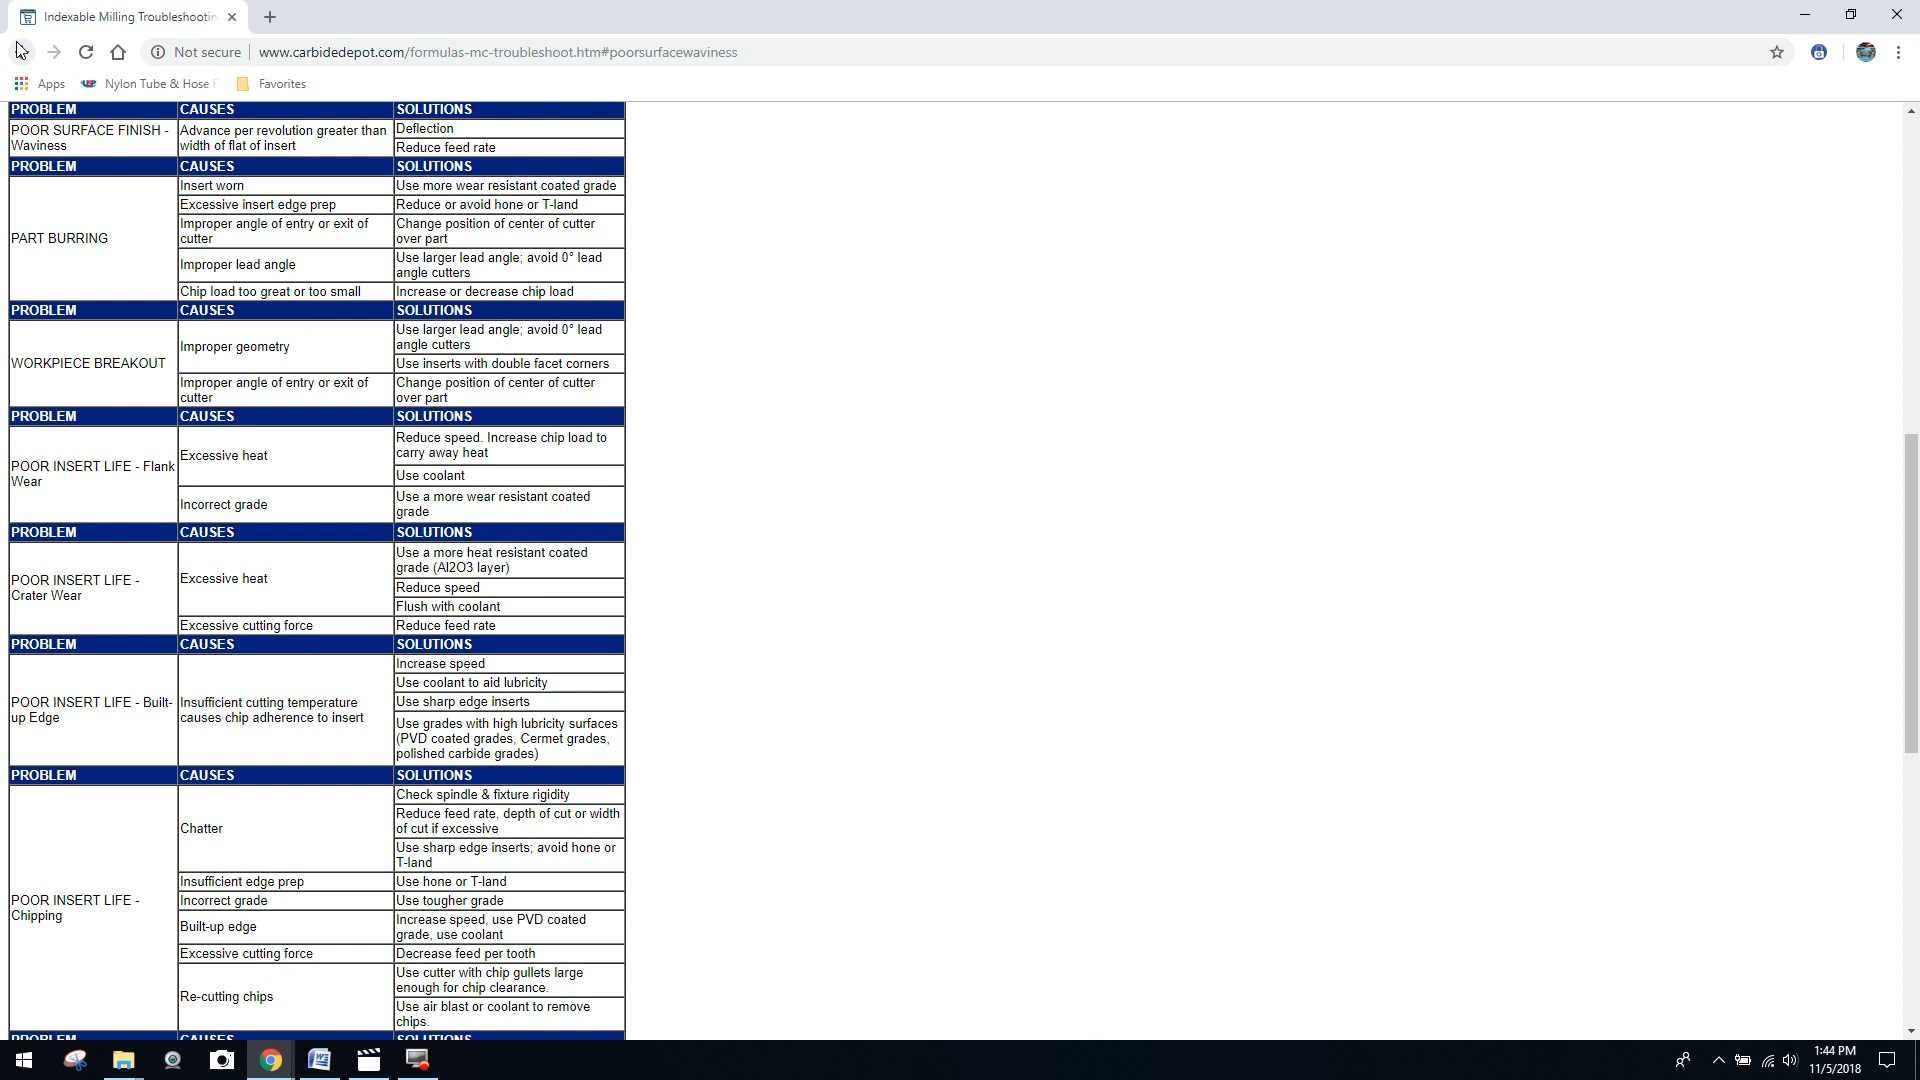 Indexable Milling Troubleshootin
Not secure
www.carbidedepot.com/formulas-mc-troubleshoot.htm#poorsurfacewaviness
Apps
Nylon Tube & Hose
Favorites
PROBLEM CAUSES SOLUTIONS
POOR SURFACE FINISH -
Waviness
Advance per revolution greater than
width of flat of insert
Deflection
Reduce feed rate
PROBLEM CAUSES SOLUTIONS
PART BURRING
Insert worn
Use more wear resistant coated grade
Excessive insert edge prep
Reduce or avoid hone or T-land
Improper angle of entry or exit of
cutter
Change position of center of cutter
over part
Improper lead angle
Use larger lead angle; avoid 0° lead
angle cutters
Chip load too great or too small
Increase or decrease chip load
PROBLEM CAUSES SOLUTIONS
WORKPIECE BREAKOUT
Improper geometry
Use larger lead angle; avoid 0° lead
angle cutters
Use inserts with double facet corners
Improper angle of entry or exit of
cutter
Change position of center of cutter
over part
PROBLEM CAUSES SOLUTIONS
POOR INSERT LIFE - Flank
Wear
Excessive heat
Reduce speed. Increase chip load to
carry away heat
Use coolant
Incorrect grade
Use a more wear resistant coated
grade
PROBLEM CAUSES SOLUTIONS
POOR INSERT LIFE -
Crater Wear
Excessive heat
Use a more heat resistant coated
grade (Al2O3 layer)
Reduce speed
Flush with coolant
Excessive cutting force
Reduce feed rate
PROBLEM CAUSES SOLUTIONS
POOR INSERT LIFE - Built-
up Edge
Insufficient cutting temperature
causes chip adherence to insert
Increase speed
Use coolant to aid lubricity
Use sharp edge inserts
Use grades with high lubricity surfaces
(PVD coated grades, Cermet grades,
polished carbide grades)
PROBLEM CAUSES SOLUTIONS
POOR INSERT LIFE -
Chipping
Chatter
Check spindle & fixture rigidity
Reduce feed rate, depth of cut or width
of cut if excessive
Use sharp edge inserts; avoid hone or
T-land
Insufficient edge prep
Use hone or T-land
Incorrect grade
Use tougher grade
Built-up edge
Increase speed, use PVD coated
grade, use coolant
Excessive cutting force
Decrease feed per tooth
Re-cutting chips
Use cutter with chip gullets large
enough for chip clearance.
Use air blast or coolant to remove
chips.
PROBLEM CAUSES SOLUTIONS
1:44 PM
11/5/2018